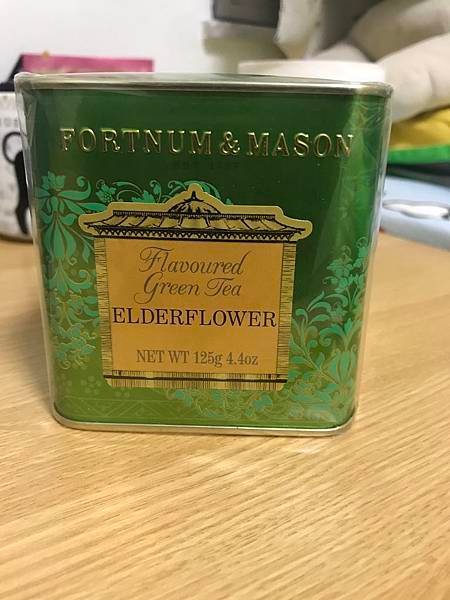 FORTNUM & MASON
Flavoured
Green Tea
ELDERFLOWER
NET WT 125g 4.4oz